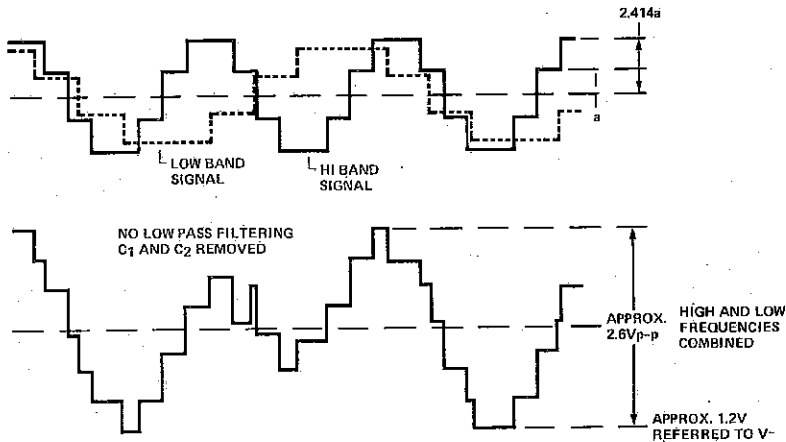 2.414a
a
LOW BAND
SIGNAL
HI BAND
SIGNAL
NO LOW PASS FILTERING
C1 AND C2 REMOVED
APPROX.
2.6Vp-p
HIGH AND LOW
FREQUENCIES
COMBINED
APPROX. 1.2V
REFERRED TO V-